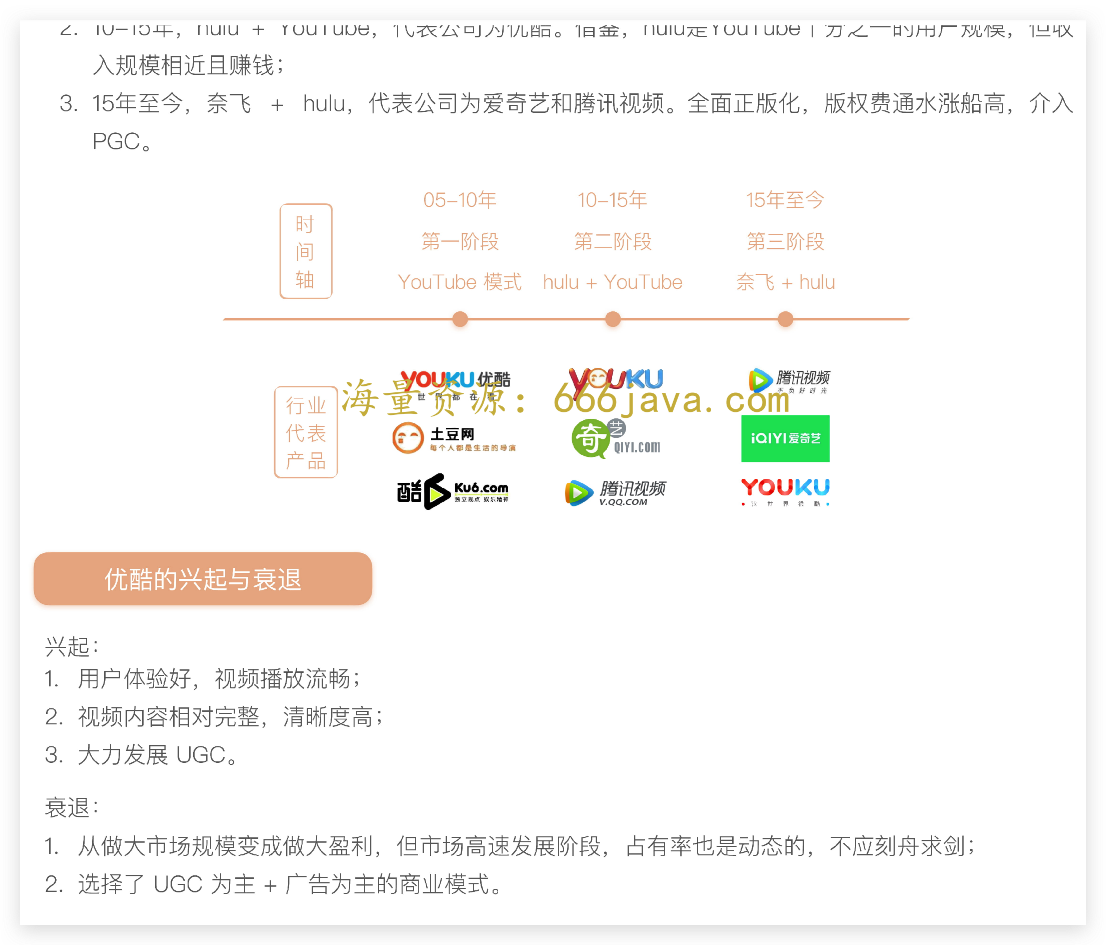 2. 10-15年，hulu + YouTube，代表公司为优酷。借鉴，hulu是YouTube十分之一的用户规模，但收
入规模相近且赚钱；
3. 15年至今，奈飞 + hulu，代表公司为爱奇艺和腾讯视频。全面正版化，版权费通水涨船高，介入
PGC。
05-10年 10-15年 15年至今
时间轴
第一阶段 第二阶段 第三阶段
YouTube 模式 hulu + YouTube 奈飞 + hulu
YOUKU优酷 YOUKU 腾讯视频
世界都在看 不负好时光
海量资源：666java.com
行业代表产品
土豆网 奇艺 QIYI.com iQIYI爱奇艺
每个人都是生活的导演
酷6 Ku6.com 腾讯视频 YOUKU
V.QQ.COM
优酷的兴起与衰退
兴起：
1. 用户体验好，视频播放流畅；
2. 视频内容相对完整，清晰度高；
3. 大力发展 UGC。
衰退：
1. 从做大市场规模变成做大盈利，但市场高速发展阶段，占有率也是动态的，不应刻舟求剑；
2. 选择了 UGC 为主 + 广告为主的商业模式。